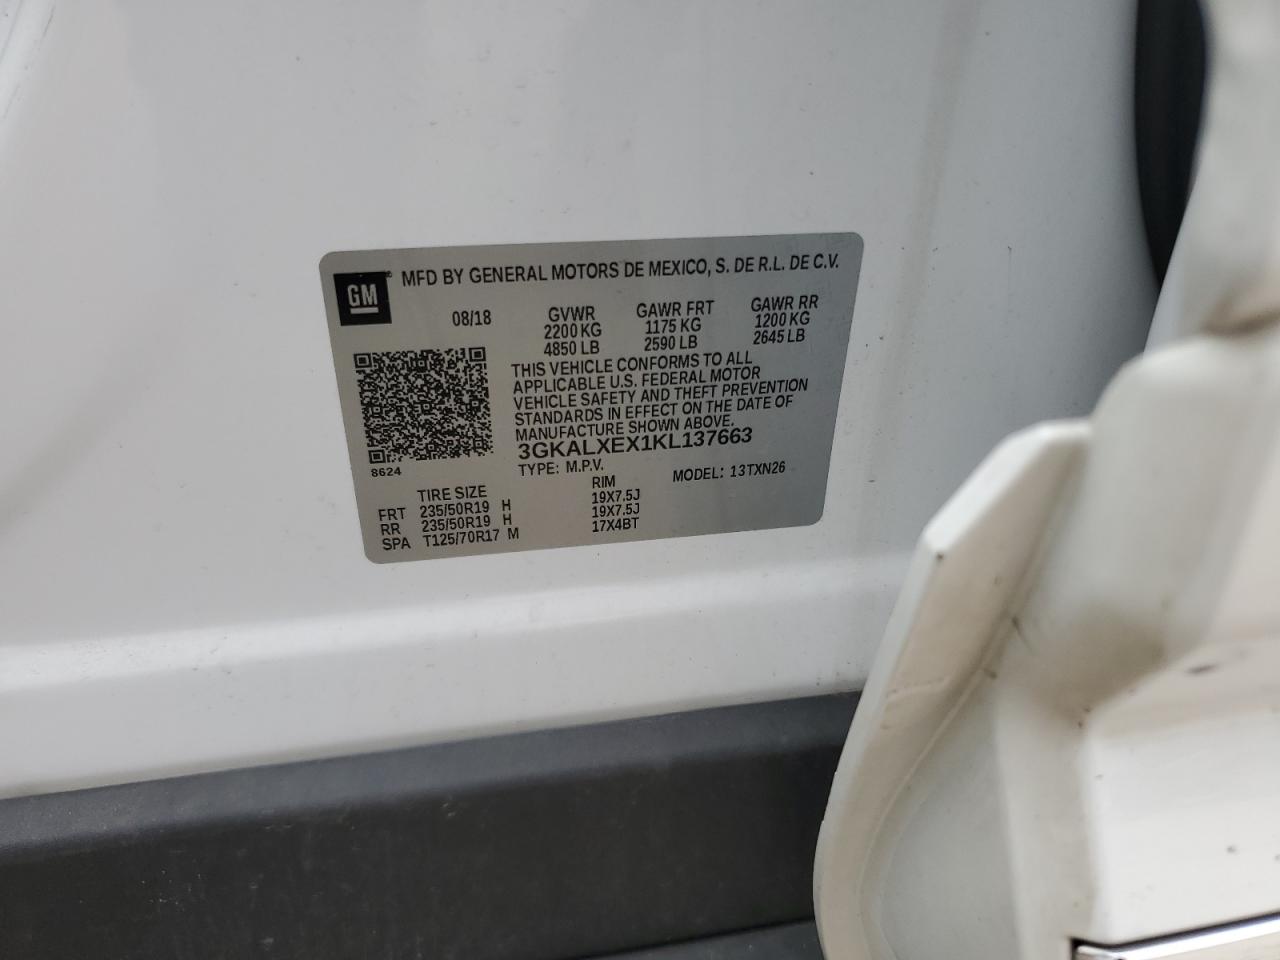 GM
MFD BY GENERAL MOTORS DE MEXICO, S. DE R.L. DE C.V.
08/18 GVWR GAWR FRT GAWR RR
2200 KG 1175 KG 1200 KG
4850 LB 2590 LB 2645 LB
THIS VEHICLE CONFORMS TO ALL
APPLICABLE U.S. FEDERAL MOTOR
VEHICLE SAFETY AND THEFT PREVENTION
STANDARDS IN EFFECT ON THE DATE OF
MANUFACTURE SHOWN ABOVE.
3GKALXEX1KL137663
8624
TYPE: M.P.V. MODEL: 13TXN26
TIRE SIZE RIM
FRT 235/50R19 H 19X7.5J
RR 235/50R19 H 19X7.5J
SPA T125/70R17 M 17X4BT